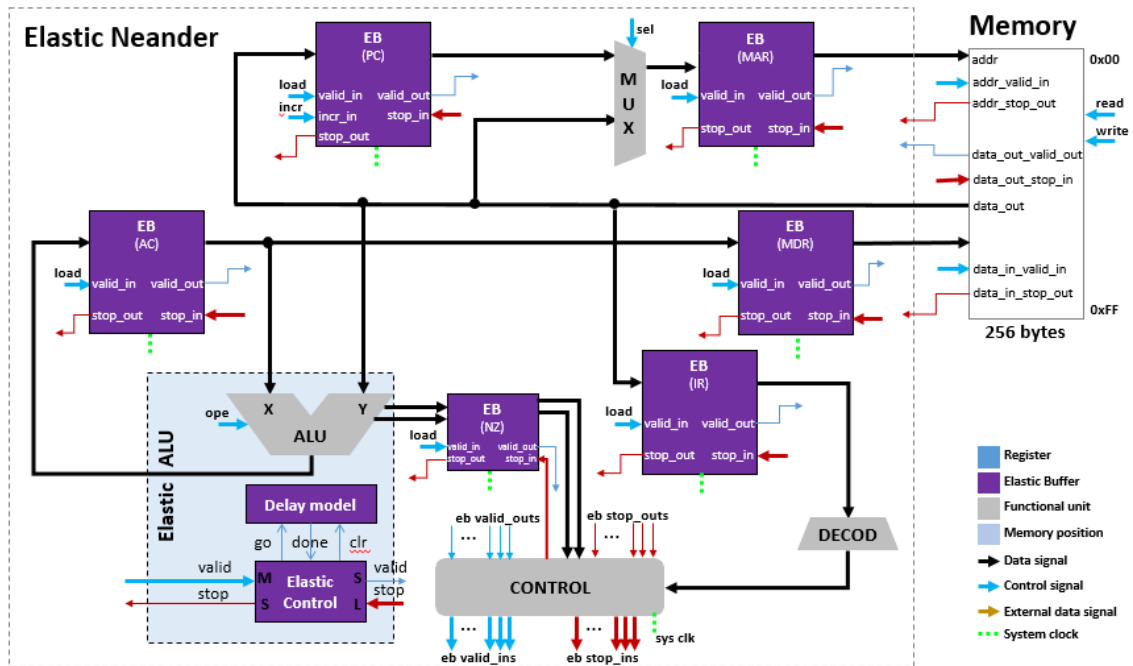 Elastic Neander
Memory
EB
(PC)
load
valid_in
valid_out
incr
incr_in
stop_in
stop_out
sel
M
U
X
EB
(MAR)
load
valid_in
valid_out
stop_out
stop_in
addr
0x00
addr_valid_in
addr_stop_out
read
write
data_out_valid_out
data_out_stop_in
data_out
data_in_valid_in
data_in_stop_out
0xFF
256 bytes
EB
(AC)
load
valid_in
valid_out
stop_out
stop_in
EB
(MDR)
load
valid_in
valid_out
stop_out
stop_in
EB
(IR)
load
valid_in
valid_out
stop_out
stop_in
Elastic ALU
ope
X
Y
ALU
EB
(NZ)
load
valid_in
valid_out
stop_out
stop_in
Delay model
go
done
clr
valid
stop
M
S
Elastic
Control
S
L
valid
stop
eb valid_outs
...
eb stop_outs
...
CONTROL
DECOD
...
...
sys clk
eb valid_ins
eb stop_ins
Register
Elastic Buffer
Functional unit
Memory position
Data signal
Control signal
External data signal
System clock